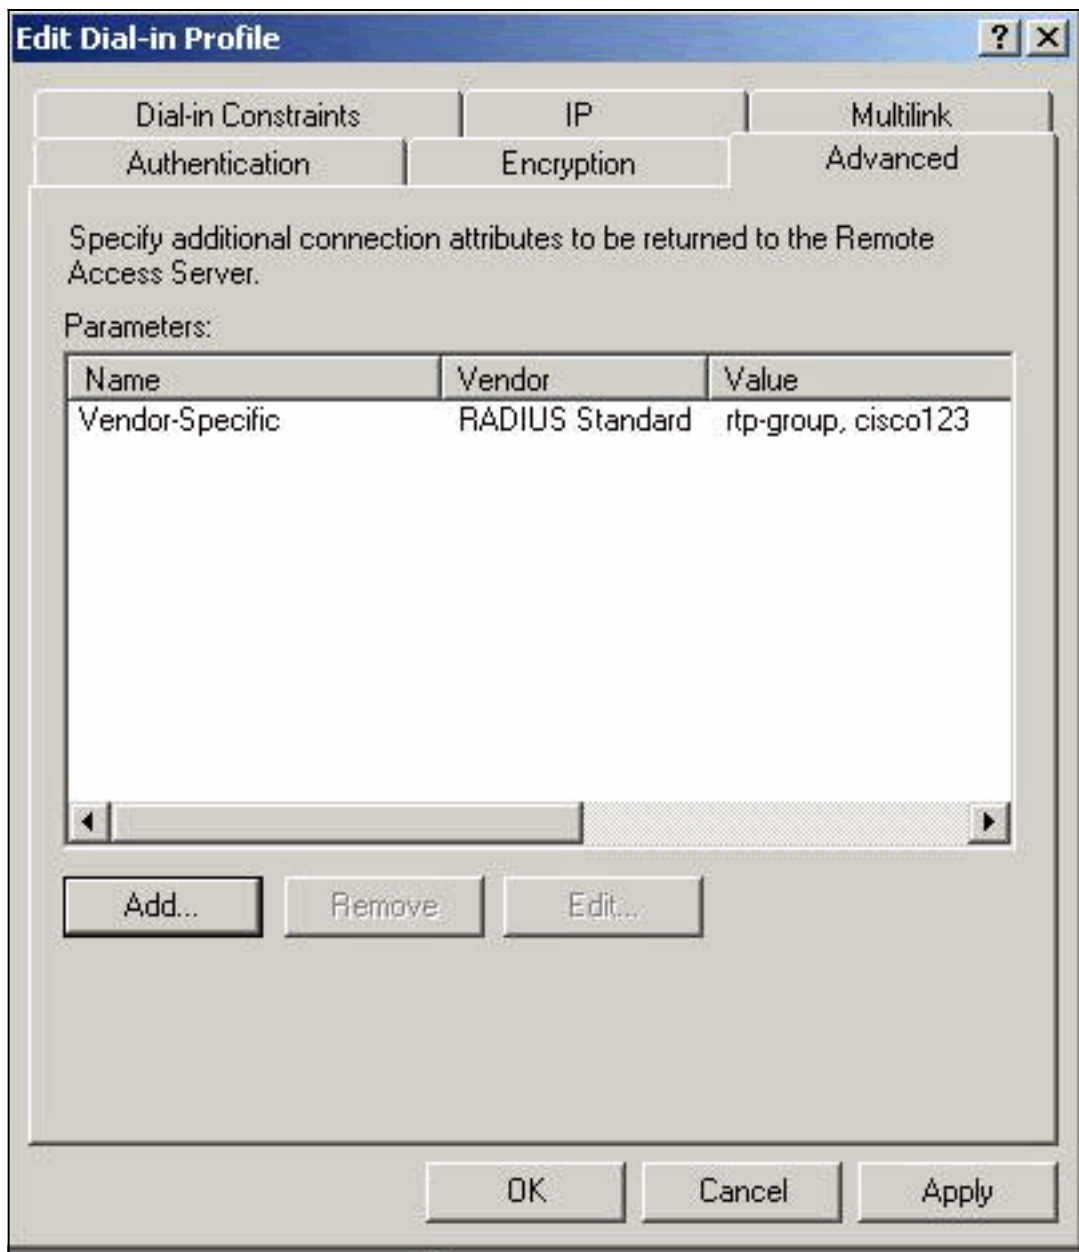 Edit Dial-in Profile
Dial-in Constraints IP Multilink
Authentication Encryption Advanced
Specify additional connection attributes to be returned to the Remote
Access Server.
Parameters:
Name Vendor Value
Vendor-Specific RADIUS Standard rtp-group, cisco123
Add... Remove Edit...
OK Cancel Apply